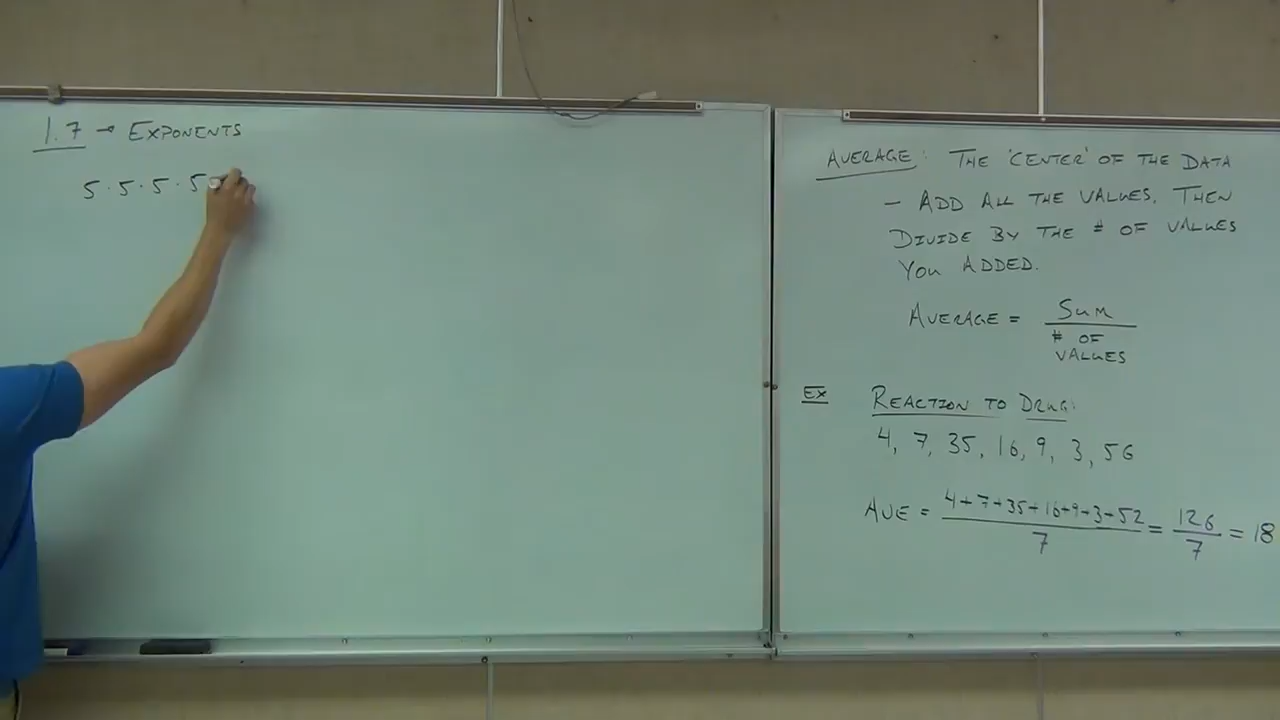 1.7 → EXPONENTS
5 · 5 · 5 · 5
AVERAGE: THE 'CENTER' OF THE DATA
- ADD ALL THE VALUES, THEN
DIVIDE BY THE # OF VALUES
YOU ADDED.
AVERAGE = SUM
# OF
VALUES
EX REACTION TO DRUG:
4, 7, 35, 16, 9, 3, 56
AVE = 4+7+35+16+9+3+52 / 7 = 126 / 7 = 18